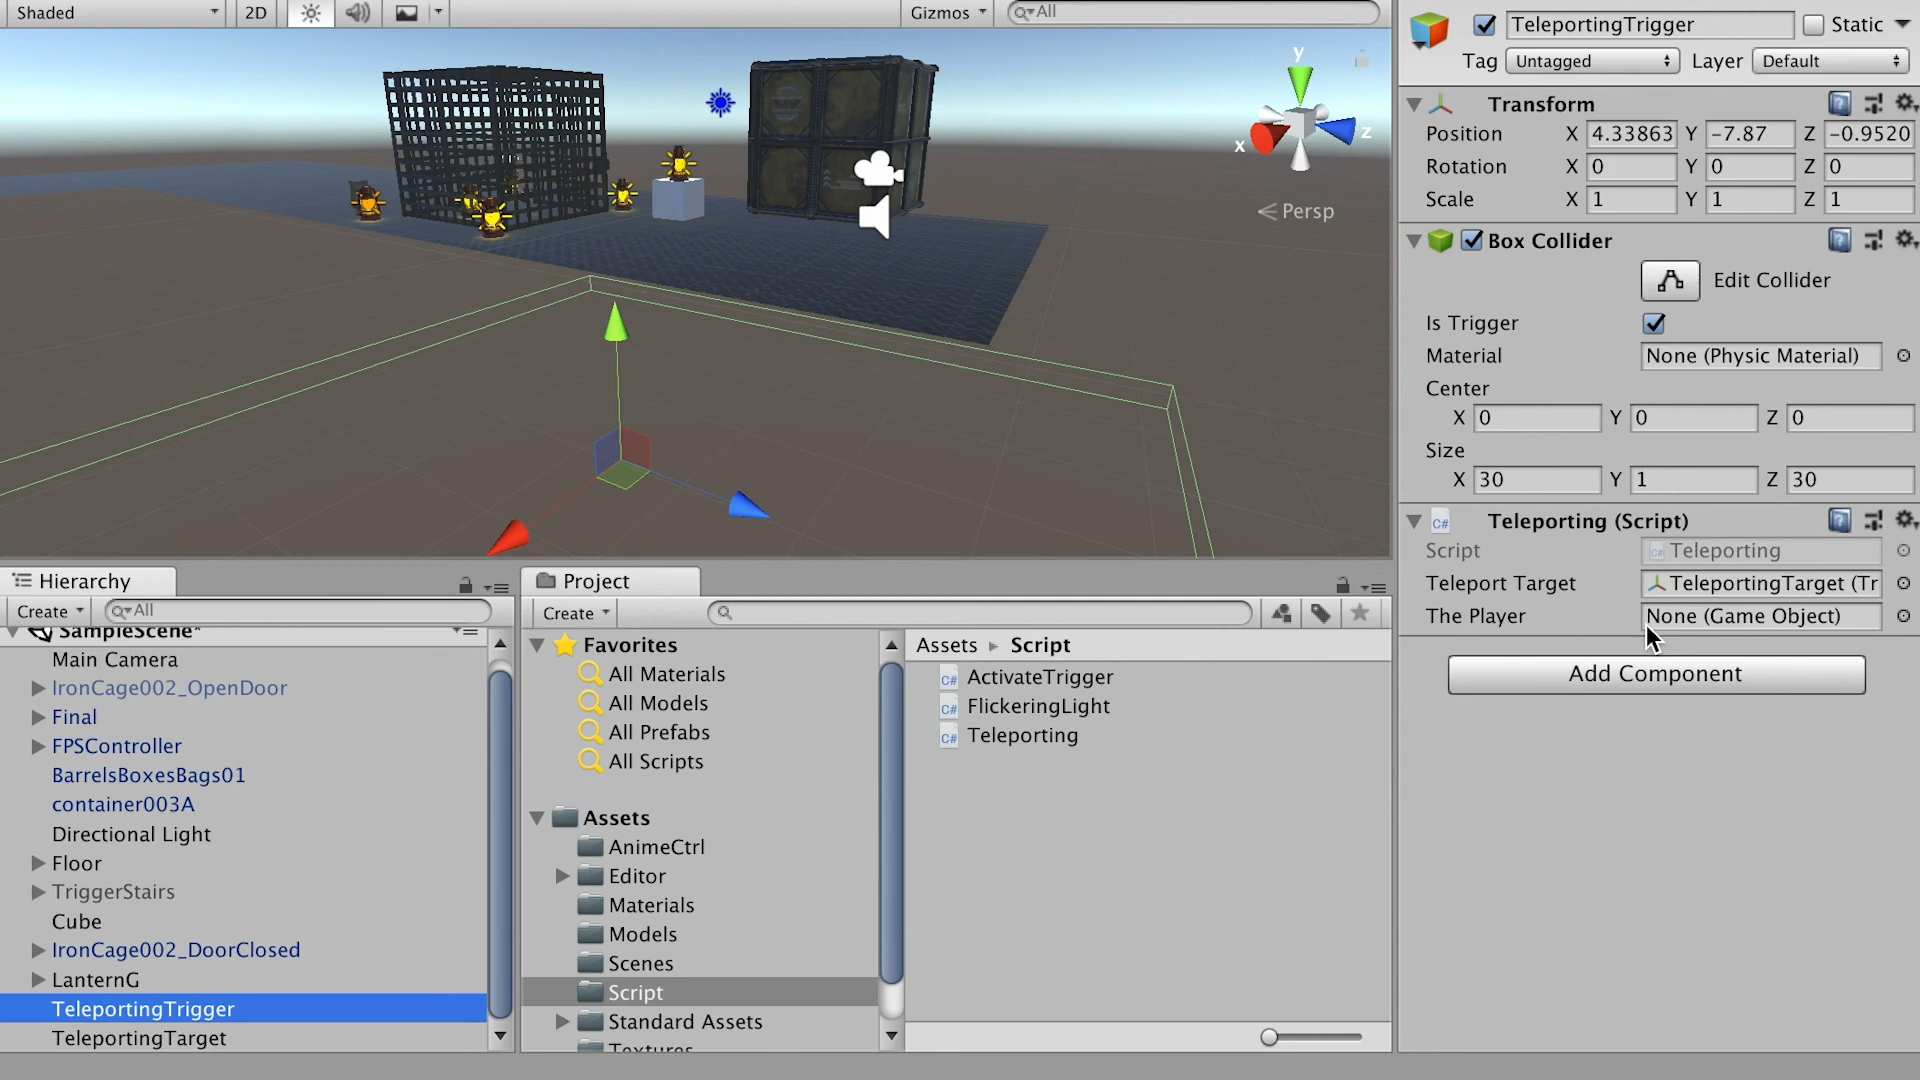 Shaded
2D
Gizmos
All
y
x
z
Persp
TeleportingTrigger
Static
Tag
Untagged
Layer
Default
Transform
Position X 4.33863 Y -7.87 Z -0.9520
Rotation X 0 Y 0 Z 0
Scale X 1 Y 1 Z 1
Box Collider
Edit Collider
Is Trigger
Material None (Physic Material)
Center
X 0 Y 0 Z 0
Size
X 30 Y 1 Z 30
C# Teleporting (Script)
Script C# Teleporting
Teleport Target TeleportingTarget (Tr
The Player None (Game Object)
Add Component
Hierarchy
Create All
SampleScene*
Main Camera
IronCage002_OpenDoor
Final
FPSController
BarrelsBoxesBags01
container003A
Directional Light
Floor
TriggerStairs
Cube
IronCage002_DoorClosed
LanternG
TeleportingTrigger
TeleportingTarget
Project
Create
Favorites
All Materials
All Models
All Prefabs
All Scripts
Assets
AnimeCtrl
Editor
Materials
Models
Scenes
Script
Standard Assets
Textures
Assets Script
C# ActivateTrigger
C# FlickeringLight
C# Teleporting